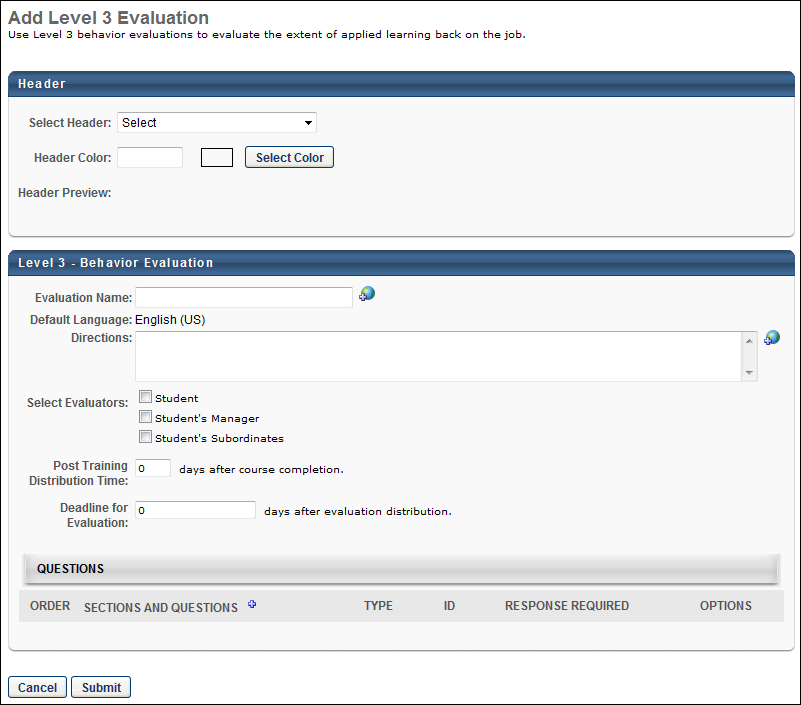 Add Level 3 Evaluation
Use Level 3 behavior evaluations to evaluate the extent of applied learning back on the job.
Header
Select Header: Select
Header Color: Select Color
Header Preview:
Level 3 - Behavior Evaluation
Evaluation Name:
Default Language: English (US)
Directions:
Select Evaluators: Student
Student's Manager
Student's Subordinates
Post Training
Distribution Time: 0 days after course completion.
Deadline for
Evaluation: 0 days after evaluation distribution.
QUESTIONS
ORDER SECTIONS AND QUESTIONS TYPE ID RESPONSE REQUIRED OPTIONS
Cancel Submit